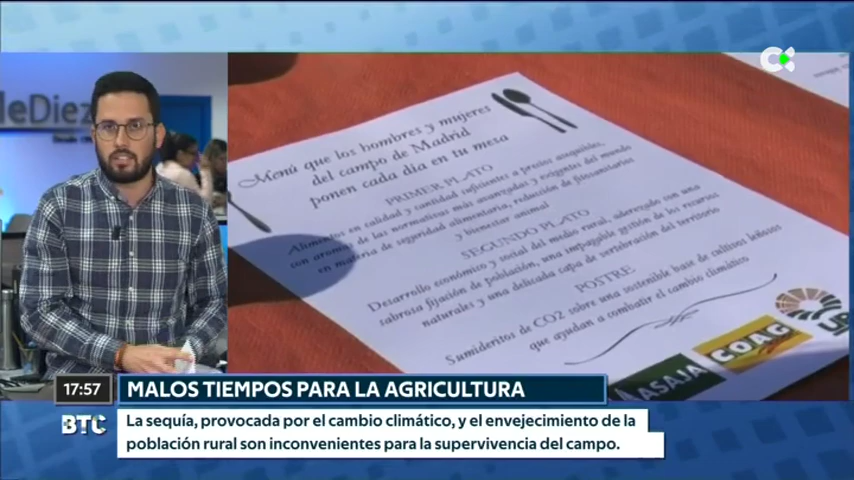 leDiez
Menú que los hombres y mujeres
del campo de Madrid
ponen cada día en tu mesa
PRIMER PLATO
Alimentos en calidad y cantidad suficientes a precios asequibles,
con aromas de las normativas más avanzadas y exigentes del mundo
en materia de seguridad alimentaria, reducción de fitosanitarios
y bienestar animal
SEGUNDO PLATO
Desarrollo económico y social del medio rural, aderezado con una
sabrosa fijación de población, una impagable gestión de los recursos
naturales y una delicada capa de vertebración del territorio
POSTRE
Sumideritos de CO2 sobre una sostenible base de cultivos leñosos
que ayudan a combatir el cambio climático
ASAJA
COAG
UP
17:57
MALOS TIEMPOS PARA LA AGRICULTURA
BTC
La sequía, provocada por el cambio climático, y el envejecimiento de la
población rural son inconvenientes para la supervivencia del campo.